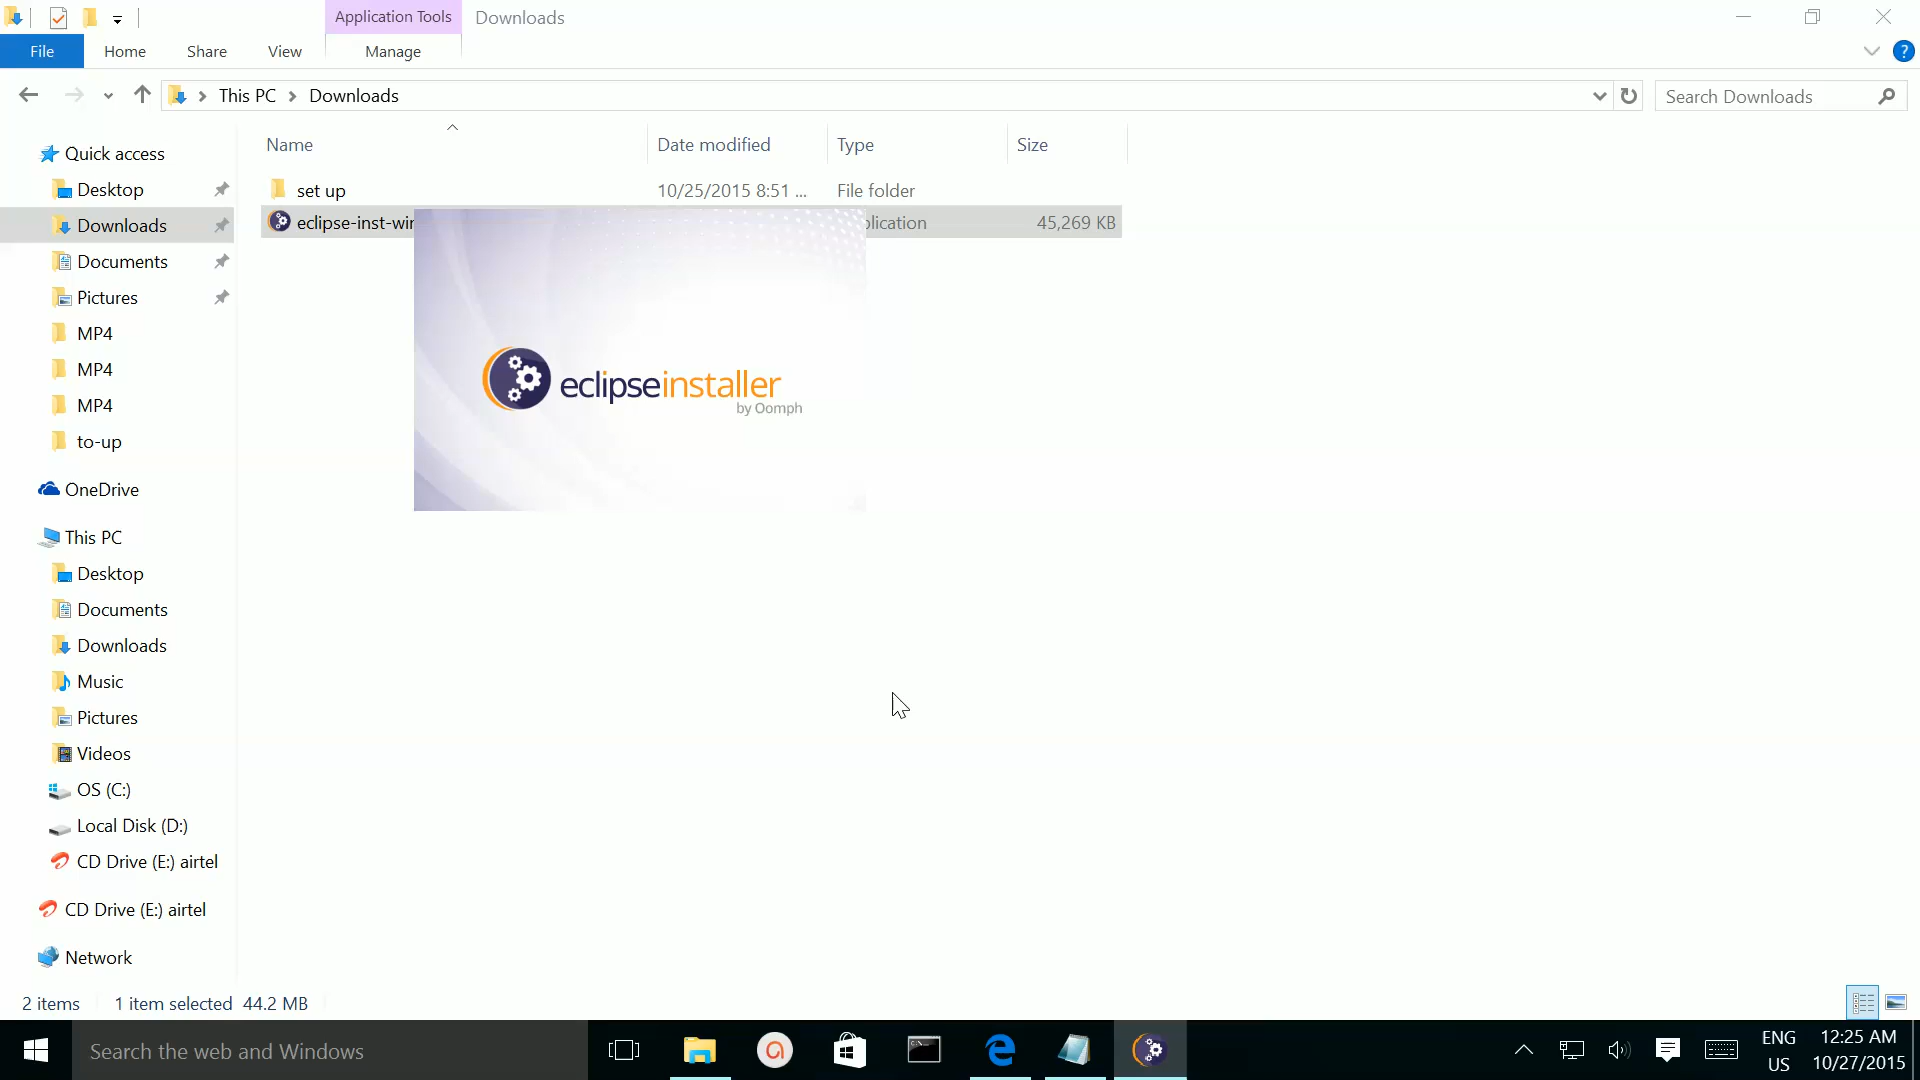 Application Tools
Downloads
File
Home
Share
View
Manage
?
This PC
Downloads
Search Downloads
Name
Date modified
Type
Size
Quick access
Desktop
Downloads
Documents
Pictures
MP4
MP4
MP4
to-up
OneDrive
This PC
Desktop
Documents
Downloads
Music
Pictures
Videos
OS (C:)
Local Disk (D:)
CD Drive (E:) airtel
CD Drive (E:) airtel
Network
set up
10/25/2015 8:51 ...
File folder
eclipse-inst-win
plication
45,269 KB
eclipseinstaller
by Oomph
2 items
1 item selected 44.2 MB
Search the web and Windows
ENG
US
12:25 AM
10/27/2015